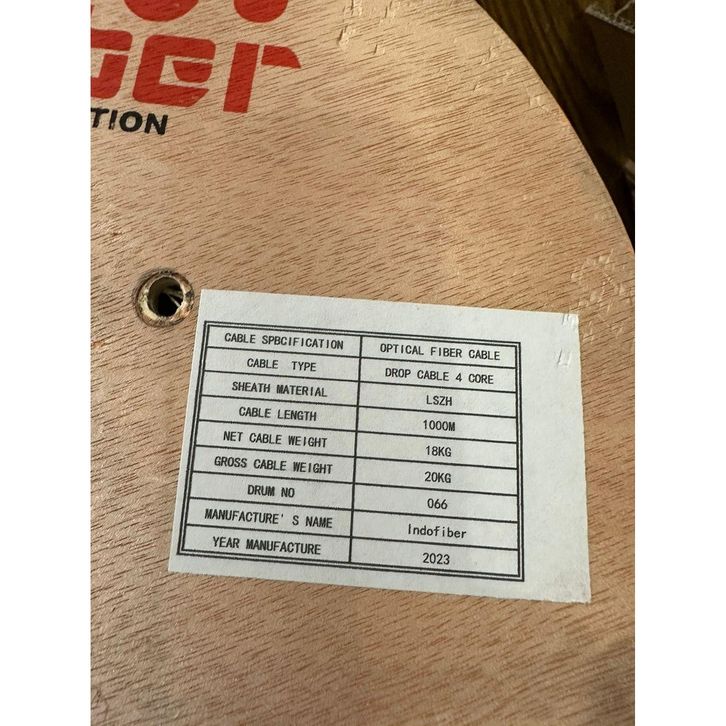 TION
CABLE SPBCIFICATION OPTICAL FIBER CABLE
CABLE TYPE DROP CABLE 4 CORE
SHEATH MATERIAL LSZH
CABLE LENGTH 1000M
NET CABLE WEIGHT 18KG
GROSS CABLE WEIGHT 20KG
DRUM NO 066
MANUFACTURE'S NAME Indofiber
YEAR MANUFACTURE 2023